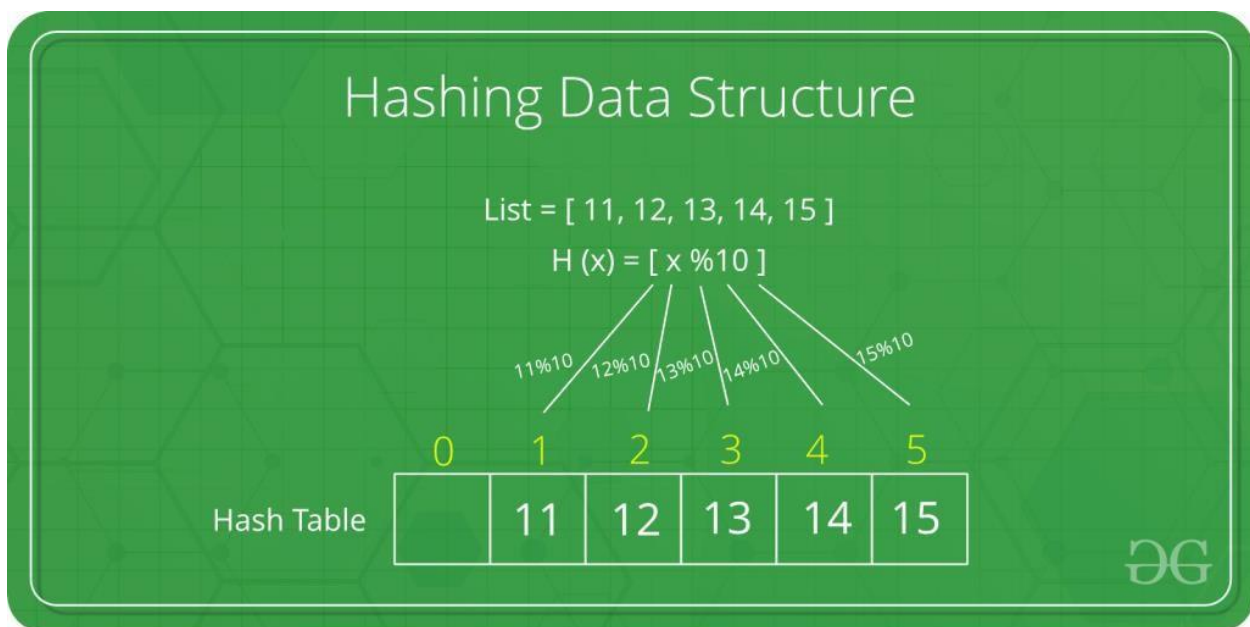 Hashing Data Structure
List = [ 11, 12, 13, 14, 15 ]
H (x) = [ x %10 ]
11%10 12%10 13%10 14%10 15%10
0 1 2 3 4 5
Hash Table 11 12 13 14 15
GG